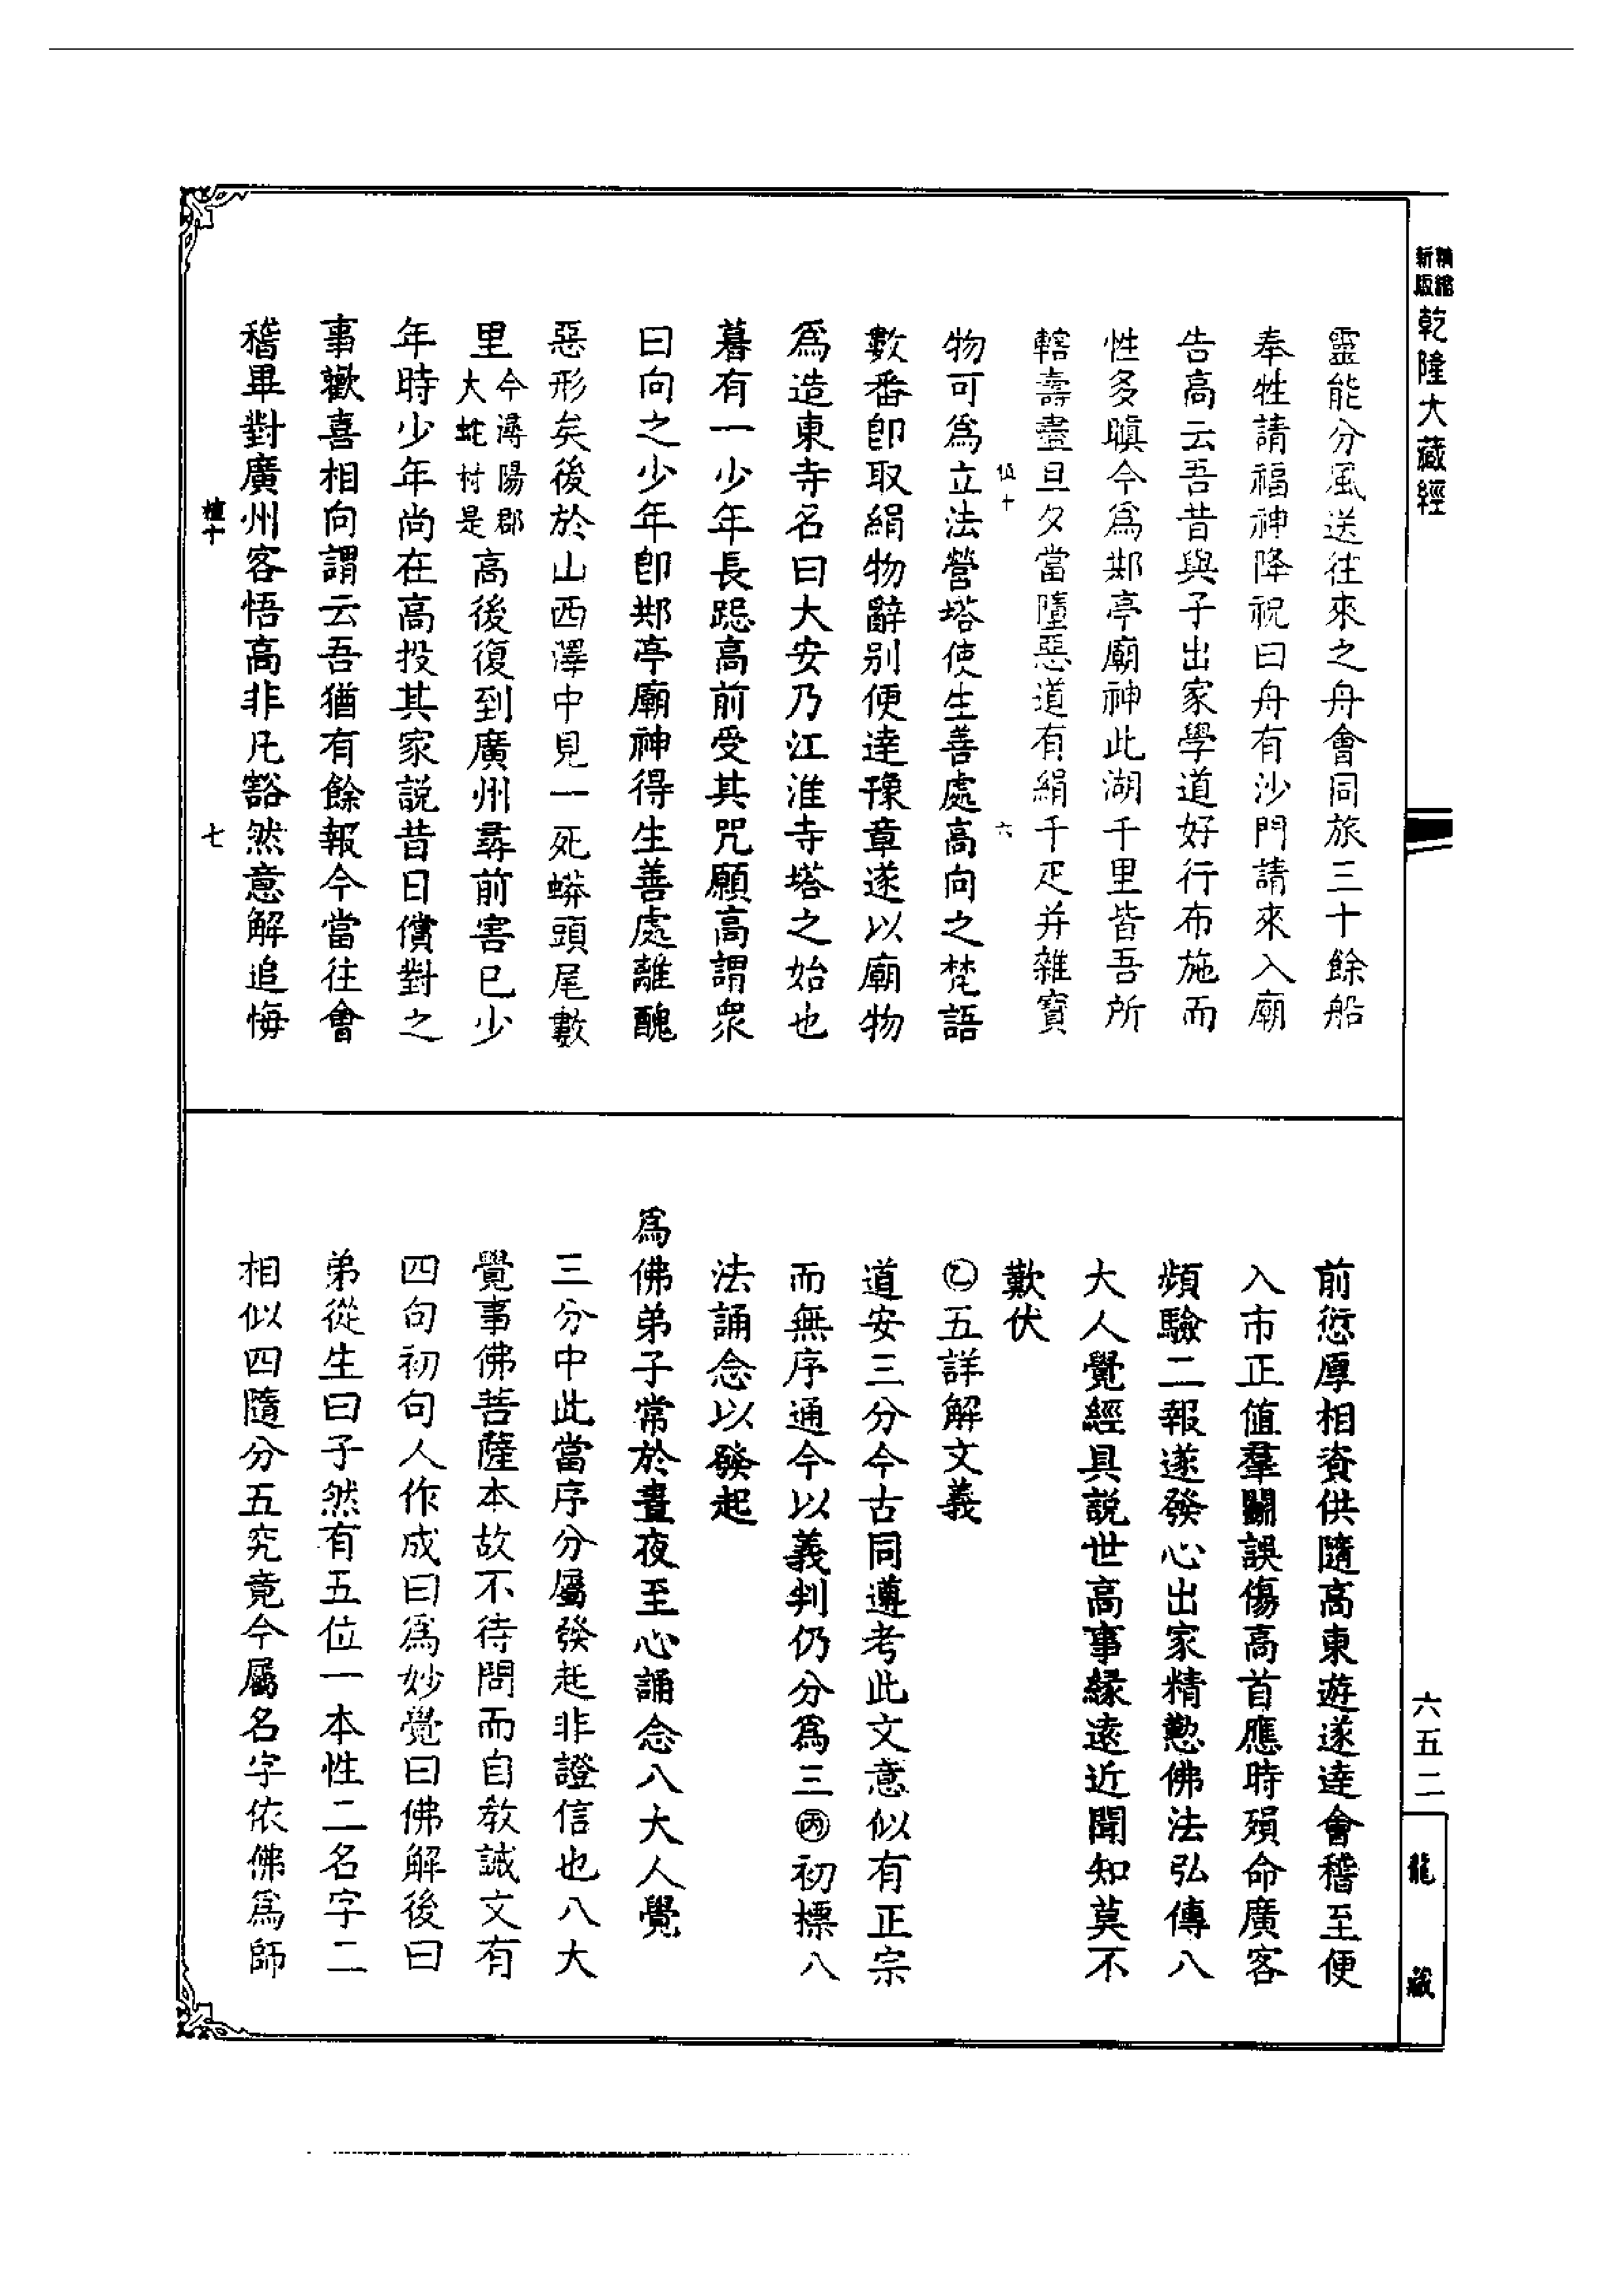 精縮新版 乾隆大藏經
靈能分風送往來之舟會同旅三十餘船
奉牲請福神降祝曰舟有沙門請來入廟
告高云吾昔與子出家學道好行布施而
性多瞋今為䢼亭廟神此湖千里皆吾所
轄壽盡旦夕當墮惡道有絹千疋并雜寶
六
物可為立法營塔使生善處高向之梵語
數番卽取絹物辭别便達豫章遂以廟物
為造東寺名曰大安乃江淮寺塔之始也
暮有一少年長跽高前受其咒願高謂衆
曰向之少年卽䢼亭廟神得生善處離醜
惡形矣後於山西澤中見一死蟒頭尾數
里今潯陽郡大蛇村是高後復到廣州尋前害已少
年時少年尚在高投其家說昔日償對之
事歡喜相向謂云吾猶有餘報今當往會
稽畢對廣州客悟高非凡豁然意解追悔
七
前愆厚相資供隨高東遊遂達會稽至便
入市正值羣鬭誤傷高首應時殞命廣客
頻驗二報遂發心出家精懃佛法弘傳八
大人覺經具說世高事緣遠近聞知莫不
歎伏
㊁五詳解文義
道安三分今古同遵考此文意似有正宗
而無序通今以義判仍分為三㊛初標八
法誦念以發起
為佛弟子常於晝夜至心誦念八大人覺
三分中此當序分屬發起非證信也八大
覺事佛菩薩本故不待問而自教誡文有
四句初句人作成曰為妙覺曰佛解後曰
弟從生曰子然有五位一本性二名字二
相似四隨分五究竟今屬名字依佛為師
六五二
龍藏